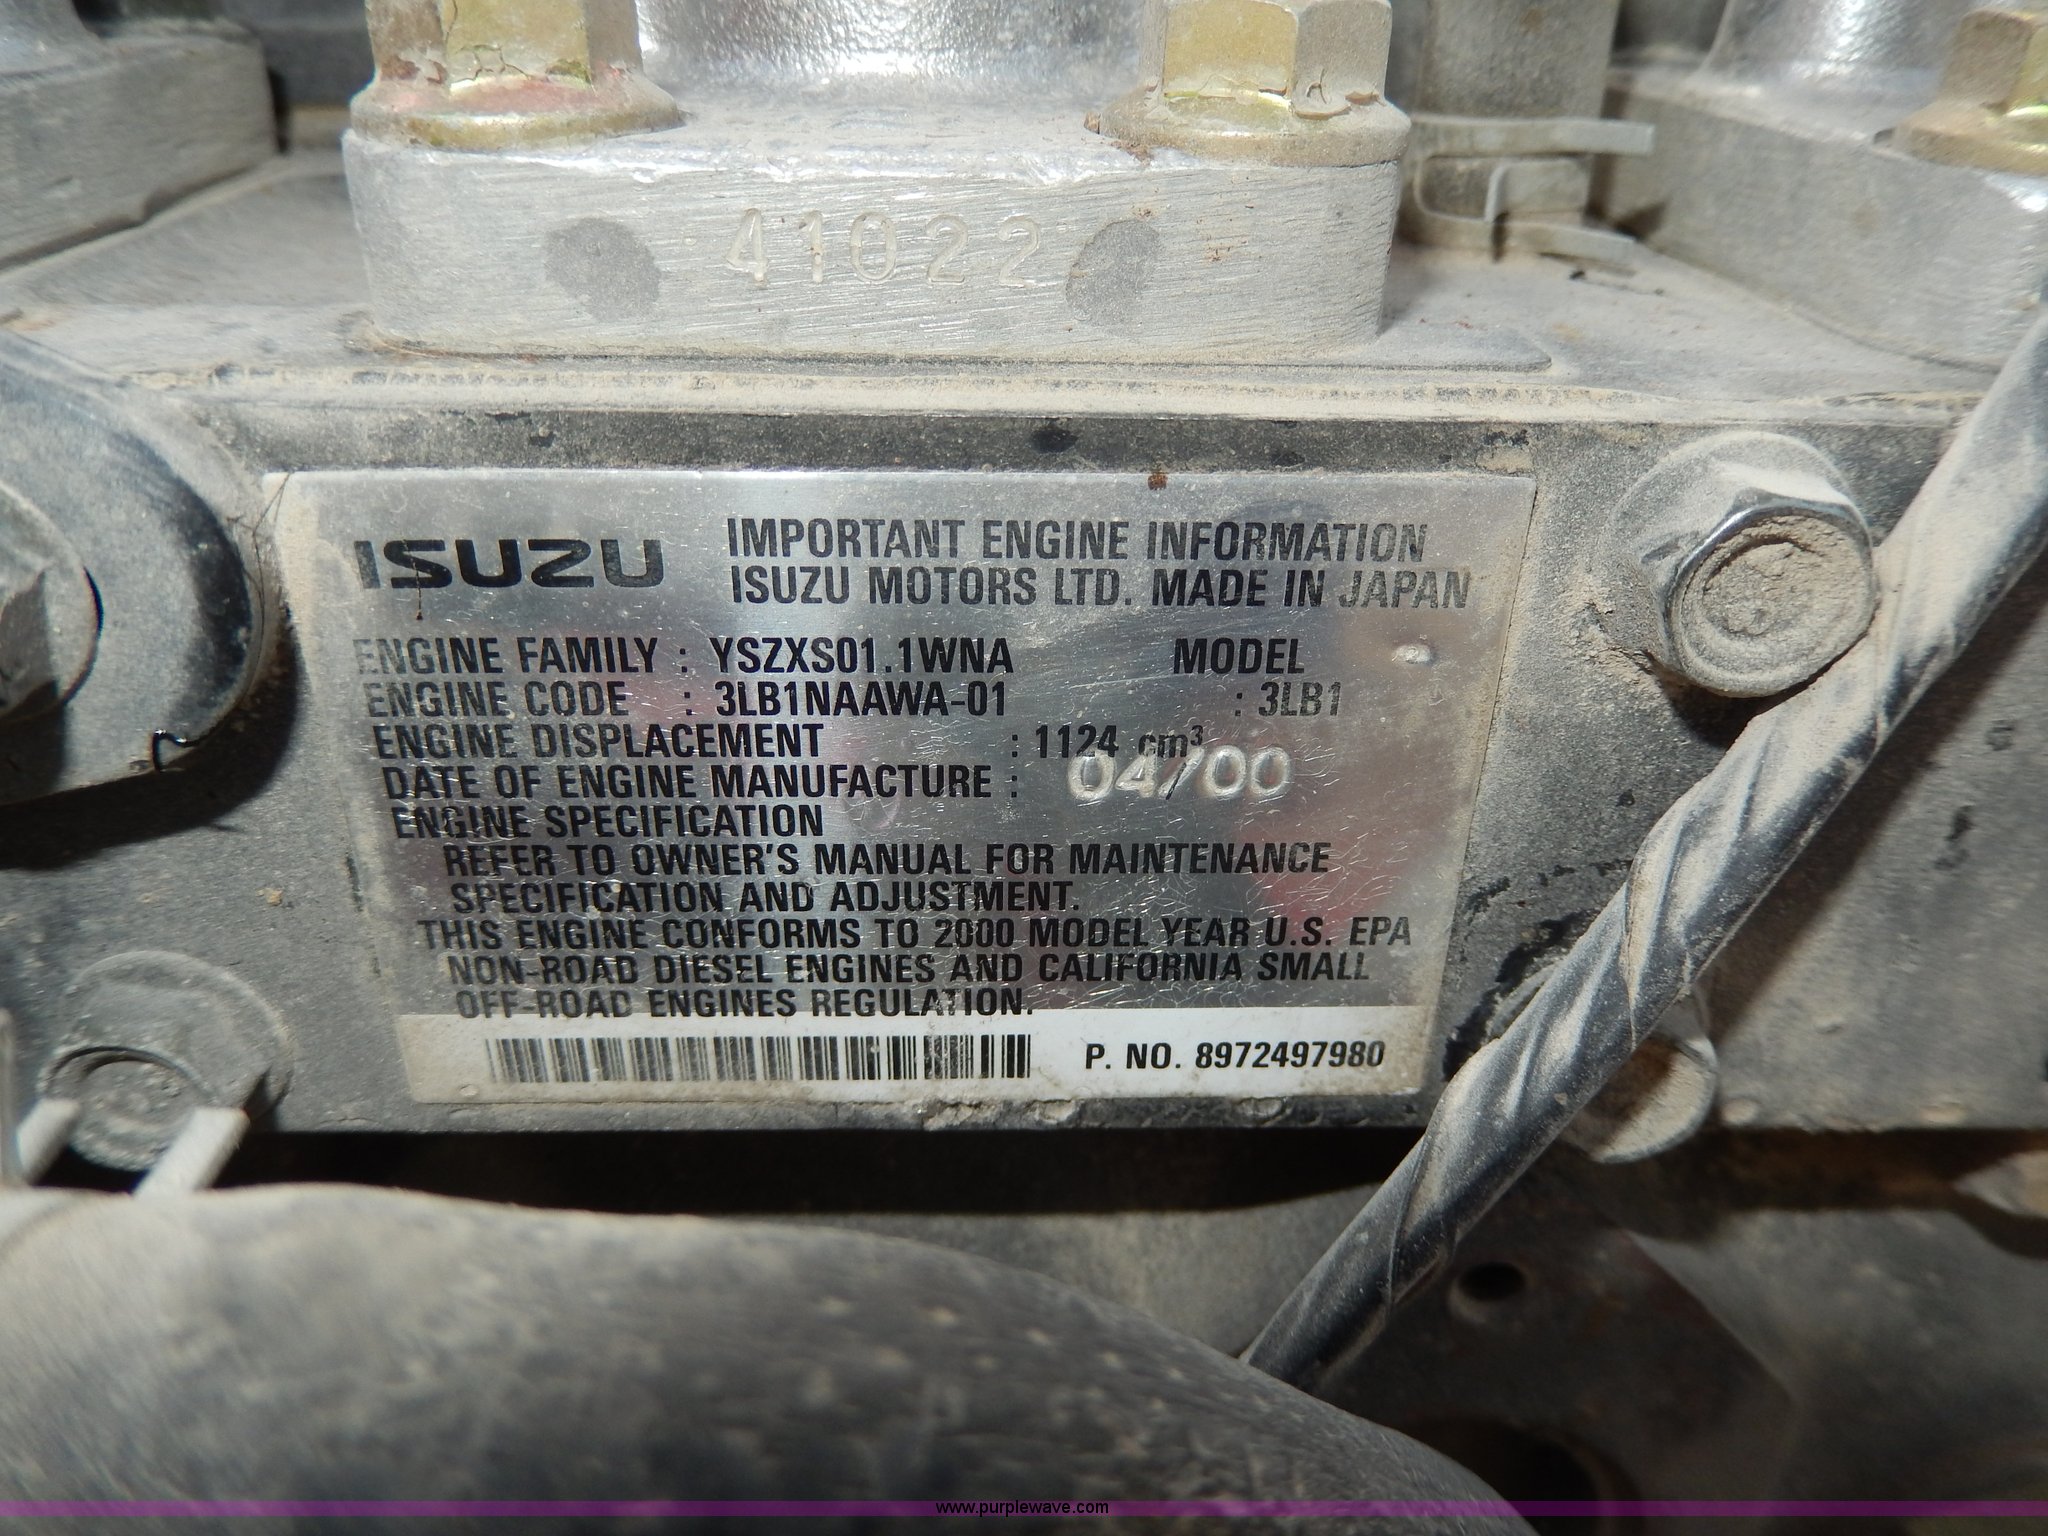 41022
ISUZU
IMPORTANT ENGINE INFORMATION
ISUZU MOTORS LTD. MADE IN JAPAN
ENGINE FAMILY : YSZXS01.1WNA MODEL
ENGINE CODE : 3LB1NAAWA-01 : 3LB1
ENGINE DISPLACEMENT : 1124 cm³
DATE OF ENGINE MANUFACTURE : 04/00
ENGINE SPECIFICATION
REFER TO OWNER'S MANUAL FOR MAINTENANCE
SPECIFICATION AND ADJUSTMENT.
THIS ENGINE CONFORMS TO 2000 MODEL YEAR U.S. EPA
NON-ROAD DIESEL ENGINES AND CALIFORNIA SMALL
OFF-ROAD ENGINES REGULATION.
P. NO. 8972497980
www.purplewave.com